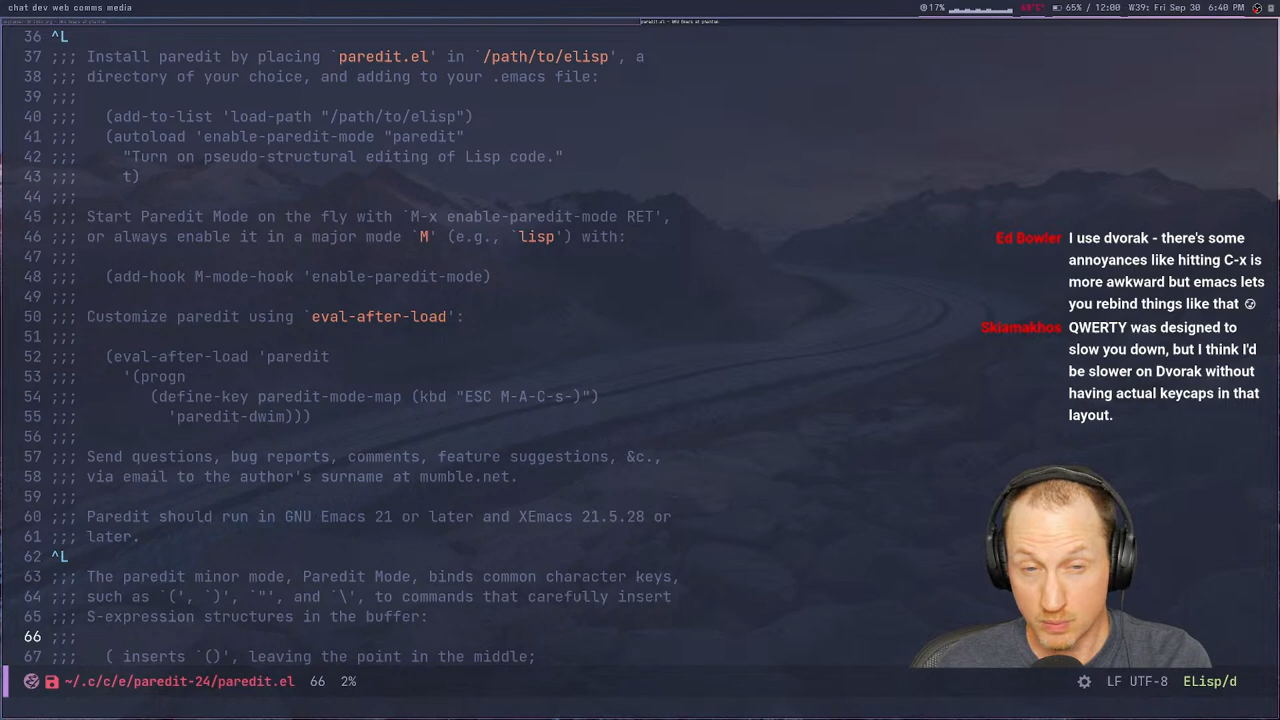 chat dev web comms media
17%
69°C
65% / 12:00
W39: Fri Sep 30
6:40 PM
36 ^L
37 ;;; Install paredit by placing `paredit.el' in `/path/to/elisp', a
38 ;;; directory of your choice, and adding to your .emacs file:
39 ;;;
40 ;;;   (add-to-list 'load-path "/path/to/elisp")
41 ;;;   (autoload 'enable-paredit-mode "paredit"
42 ;;;     "Turn on pseudo-structural editing of Lisp code."
43 ;;;     t)
44 ;;;
45 ;;; Start Paredit Mode on the fly with `M-x enable-paredit-mode RET',
46 ;;; or always enable it in a major mode `M' (e.g., `lisp') with:
47 ;;;
48 ;;;   (add-hook M-mode-hook 'enable-paredit-mode)
49 ;;;
50 ;;; Customize paredit using `eval-after-load':
51 ;;;
52 ;;;   (eval-after-load 'paredit
53 ;;;     '(progn
54 ;;;        (define-key paredit-mode-map (kbd "ESC M-A-C-s-)")
55 ;;;          'paredit-dwim)))
56 ;;;
57 ;;; Send questions, bug reports, comments, feature suggestions, &c.,
58 ;;; via email to the author's surname at mumble.net.
59 ;;;
60 ;;; Paredit should run in GNU Emacs 21 or later and XEmacs 21.5.28 or
61 ;;; later.
62 ^L
63 ;;; The paredit minor mode, Paredit Mode, binds common character keys,
64 ;;; such as `(', `)', `"', and `\', to commands that carefully insert
65 ;;; S-expression structures in the buffer:
66 ;;;
67 ;;;   ( inserts `()', leaving the point in the middle;
~/.c/c/e/paredit-24/paredit.el 66 2%
LF UTF-8 ELisp/d
Ed Bowler I use dvorak - there's some
annoyances like hitting C-x is
more awkward but emacs lets
you rebind things like that
Skiamakhos QWERTY was designed to
slow you down, but I think I'd
be slower on Dvorak without
having actual keycaps in that
layout.